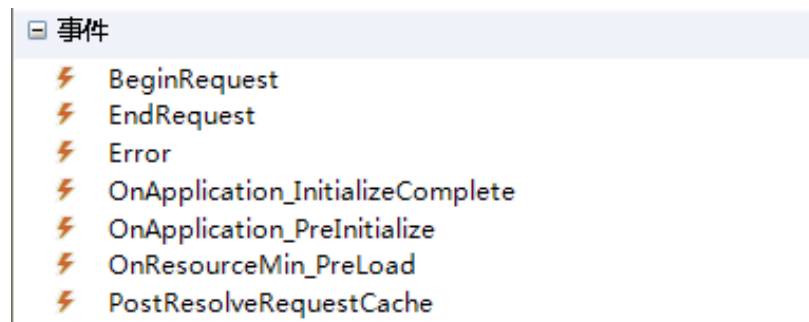 事件
BeginRequest
EndRequest
Error
OnApplication_InitializeComplete
OnApplication_PreInitialize
OnResourceMin_PreLoad
PostResolveRequestCache